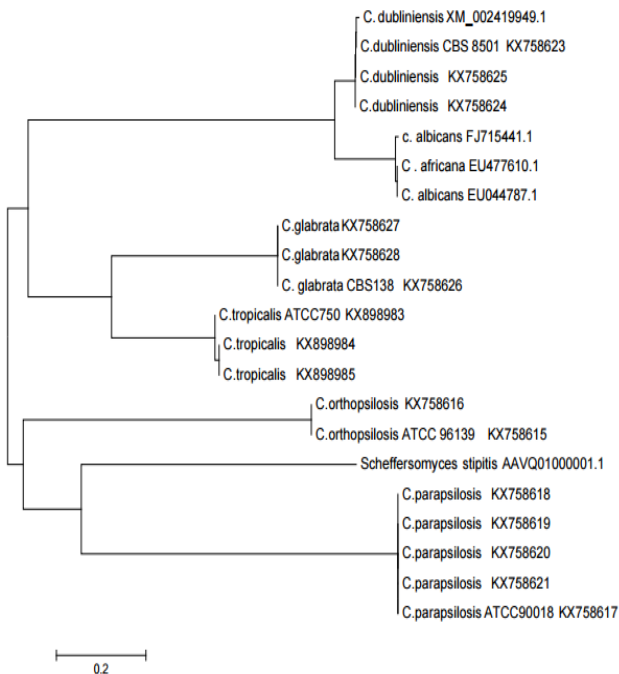 C.dubliniensis XM_002419949.1
C.dubliniensis CBS 8501 KX758623
C.dubliniensis KX758625
C.dubliniensis KX758624
c. albicans FJ715441.1
C . africana EU477610.1
C. albicans EU044787.1
C.glabrata KX758627
C.glabrata KX758628
C. glabrata CBS138 KX758626
C.tropicalis ATCC750 KX898983
C.tropicalis KX898984
C.tropicalis KX898985
C.orthopsilosis KX758616
C.orthopsilosis ATCC 96139 KX758615
Scheffersomyces stipitis AAVQ01000001.1
C.parapsilosis KX758618
C.parapsilosis KX758619
C.parapsilosis KX758620
C.parapsilosis KX758621
C.parapsilosis ATCC90018 KX758617
0.2